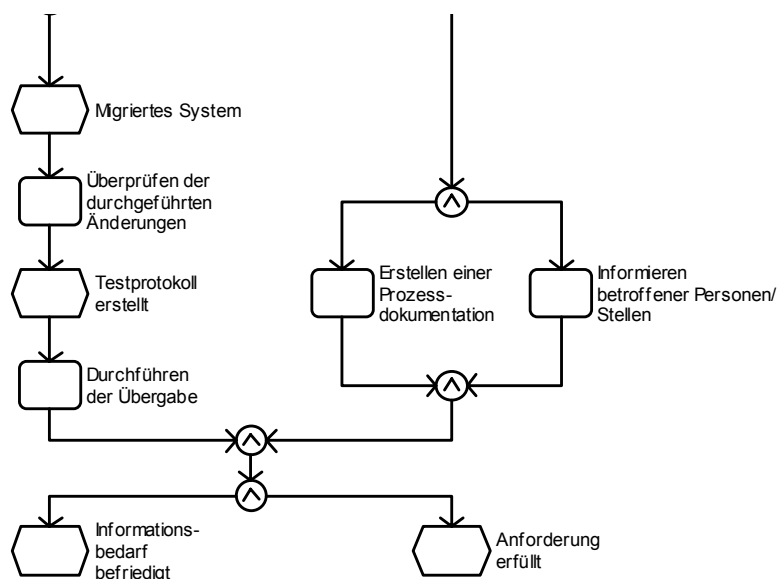 Migriertes System
Überprüfen der
durchgeführten
Änderungen
Testprotokoll
erstellt
Durchführen
der Übergabe
Erstellen einer
Prozess-
dokumentation
Informieren
betroffener Personen/
Stellen
Informations-
bedarf
befriedigt
Anforderung
erfüllt